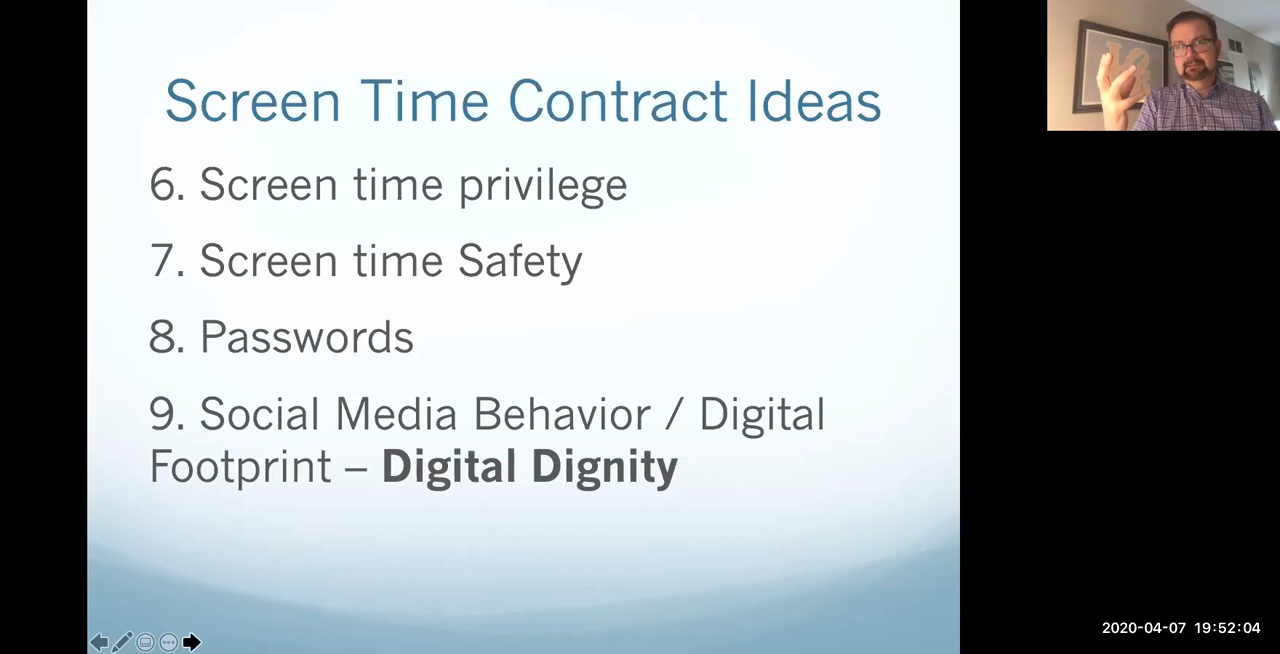 Screen Time Contract Ideas
6. Screen time privilege
7. Screen time Safety
8. Passwords
9. Social Media Behavior / Digital
Footprint – Digital Dignity
2020-04-07 19:52:04